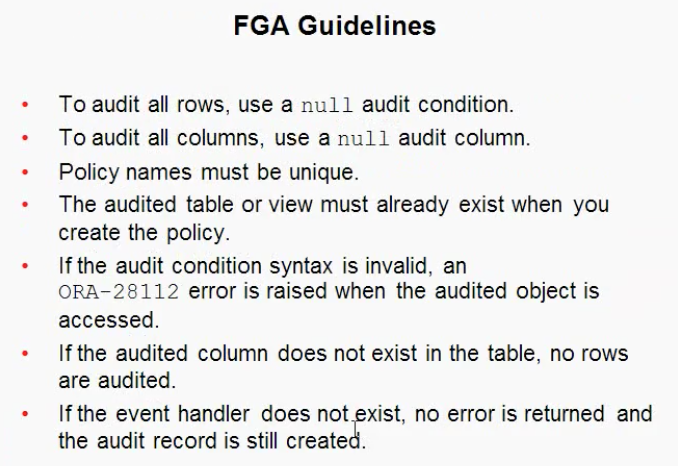 FGA Guidelines
• To audit all rows, use a null audit condition.
• To audit all columns, use a null audit column.
• Policy names must be unique.
• The audited table or view must already exist when you
create the policy.
• If the audit condition syntax is invalid, an
ORA-28112 error is raised when the audited object is
accessed.
• If the audited column does not exist in the table, no rows
are audited.
• If the event handler does not exist, no error is returned and
the audit record is still created.